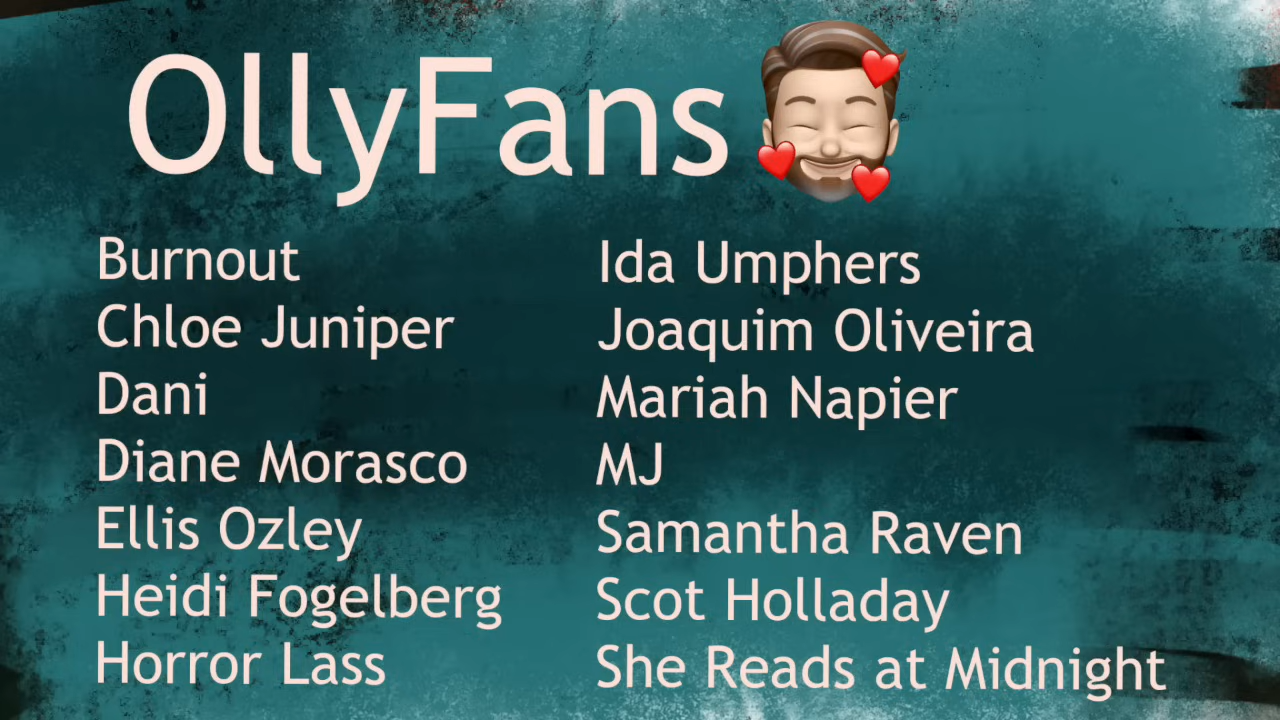 OllyFans
Burnout
Chloe Juniper
Dani
Diane Morasco
Ellis Ozley
Heidi Fogelberg
Horror Lass
Ida Umphers
Joaquim Oliveira
Mariah Napier
MJ
Samantha Raven
Scot Holladay
She Reads at Midnight